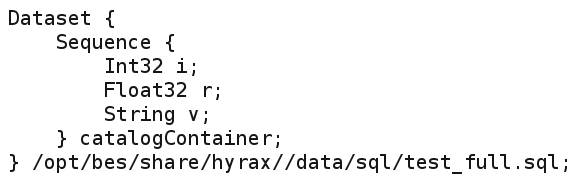 Dataset {
    Sequence {
        Int32 i;
        Float32 r;
        String v;
    } catalogContainer;
} /opt/bes/share/hyrax//data/sql/test_full.sql;